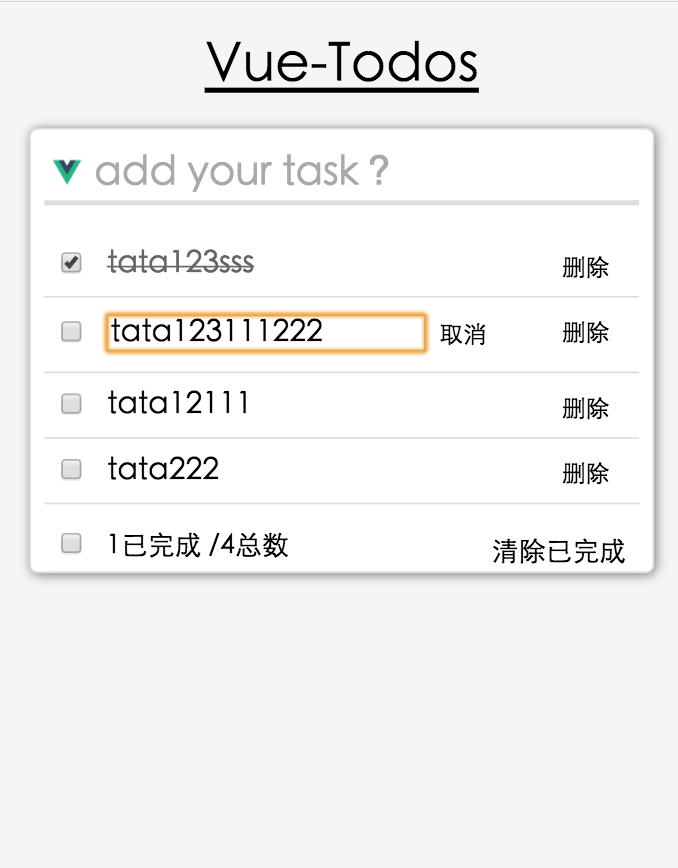 Vue-Todos
add your task？
tata123sss 删除
tata123111222 取消 删除
tata12111 删除
tata222 删除
1已完成 /4总数 清除已完成